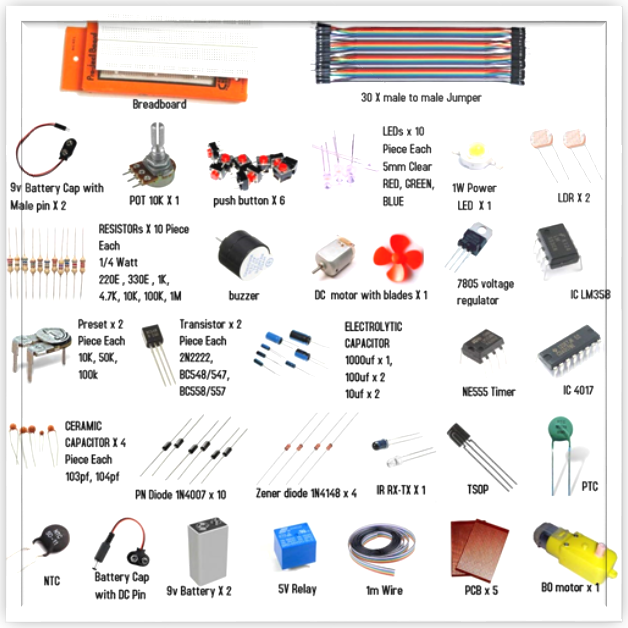 Breadboard
30 X male to male Jumper
9v Battery Cap with
Male pin X 2
POT 10K X 1
push button X 6
LEDs x 10
Piece Each
5mm Clear
RED, GREEN,
BLUE
1W Power
LED X 1
LDR X 2
RESISTORs X 10 Piece
Each
1/4 Watt
220E , 330E , 1K,
4.7K, 10K, 100K, 1M
buzzer
DC motor with blades X 1
7805 voltage
regulator
IC LM358
Preset x 2
Piece Each
10K, 50K,
100k
Transistor x 2
Piece Each
2N2222,
BC548/547,
BC558/557
ELECTROLYTIC
CAPACITOR
1000uf x 1,
100uf x 2
10uf x 2
NE555 Timer
IC 4017
CERAMIC
CAPACITOR X 4
Piece Each
103pf, 104pf
PN Diode 1N4007 x 10
Zener diode 1N4148 x 4
IR RX-TX X 1
TSOP
PTC
NTC
Battery Cap
with DC Pin
9v Battery X 2
5V Relay
1m Wire
PCB x 5
BO motor x 1